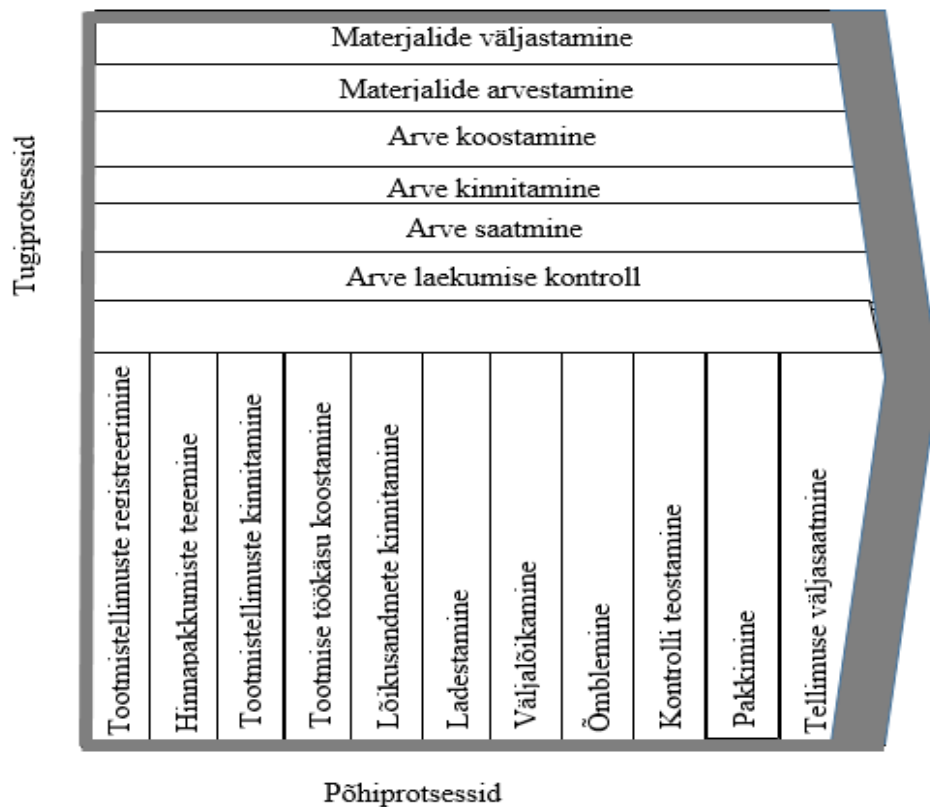 Materjalide väljastamine
Materjalide arvestamine
Arve koostamine
Arve kinnitamine
Arve saatmine
Arve laekumise kontroll
Tugiprotsessid
Tootmistellimuste registreerimine
Hinnapakkumiste tegemine
Tootmistellimuste kinnitamine
Tootmise töökäsu koostamine
Lõikusandmete kinnitamine
Ladestamine
Väljalõikamine
Õmblemine
Kontrolli teostamine
Pakkimine
Tellimuse väljasaatmine
Põhiprotsessid